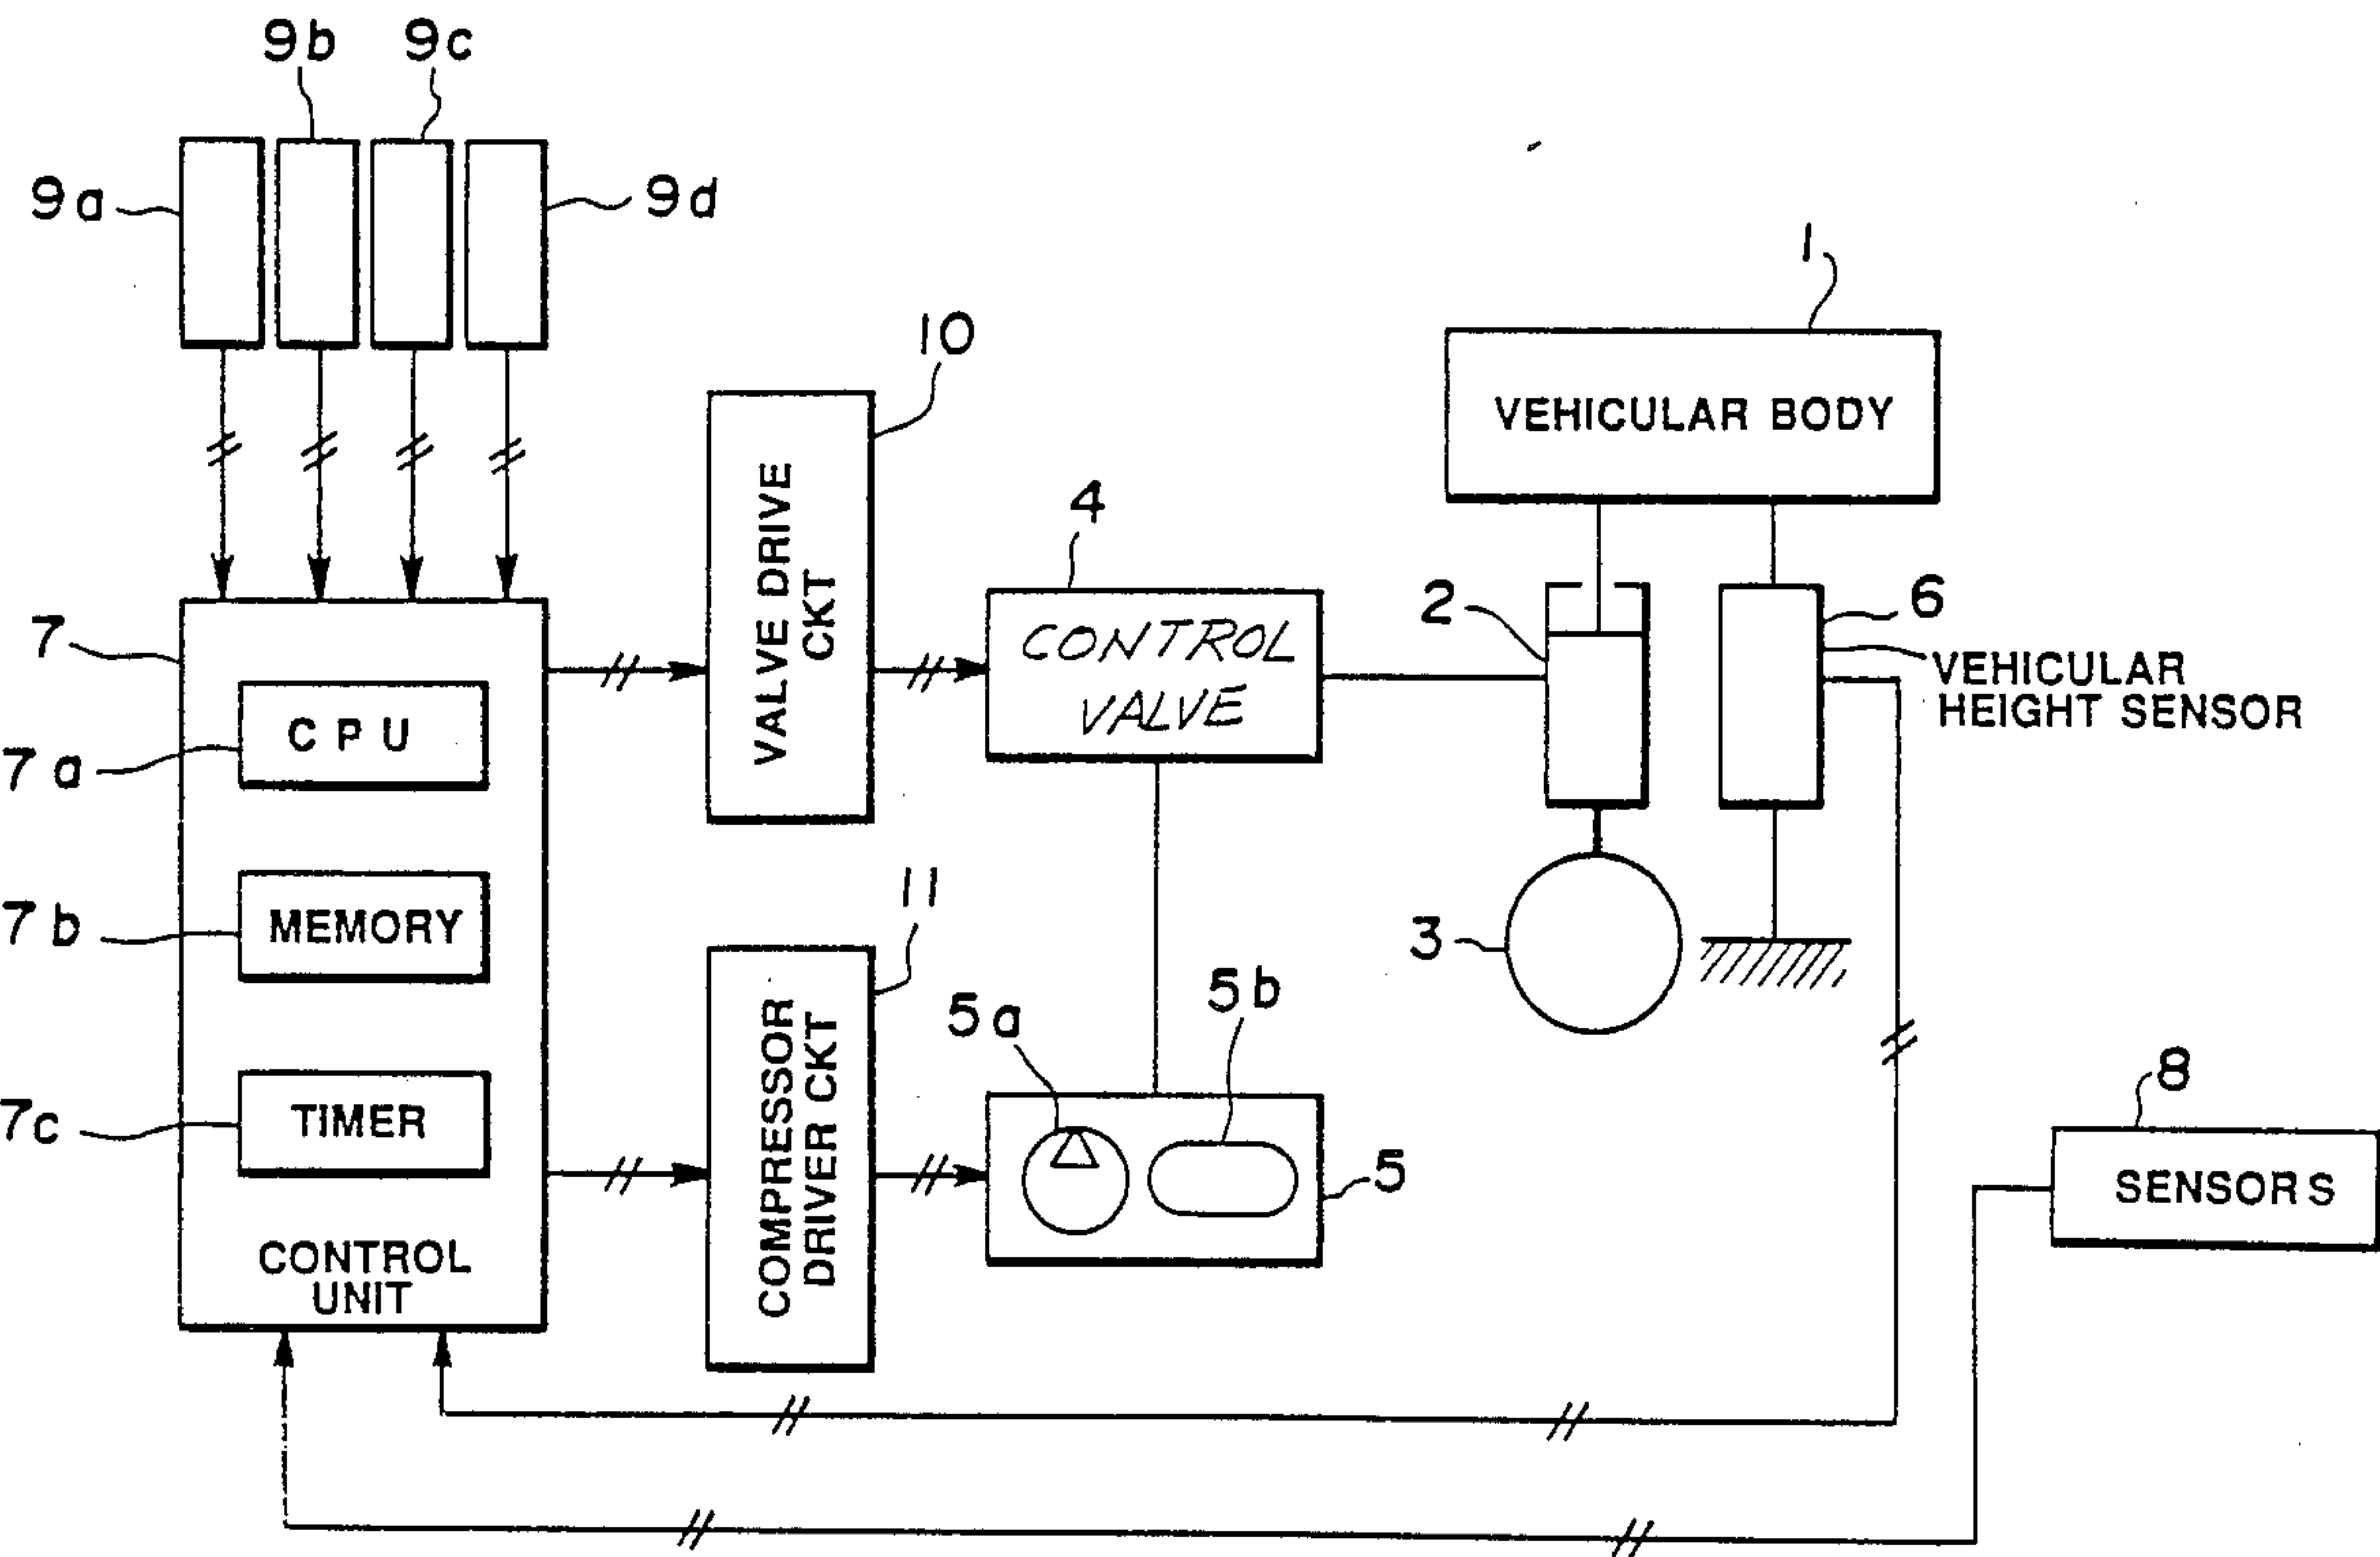 9b 9c
9a 9d
1
10
VEHICULAR BODY
4
VALVE DRIVE
CKT
2
6
7
CONTROL
VALVE
VEHICULAR
HEIGHT SENSOR
CPU
7a
11
7b
MEMORY
3
5a
5b
COMPRESSOR
DRIVER CKT
8
7c
TIMER
5
SENSORS
CONTROL
UNIT